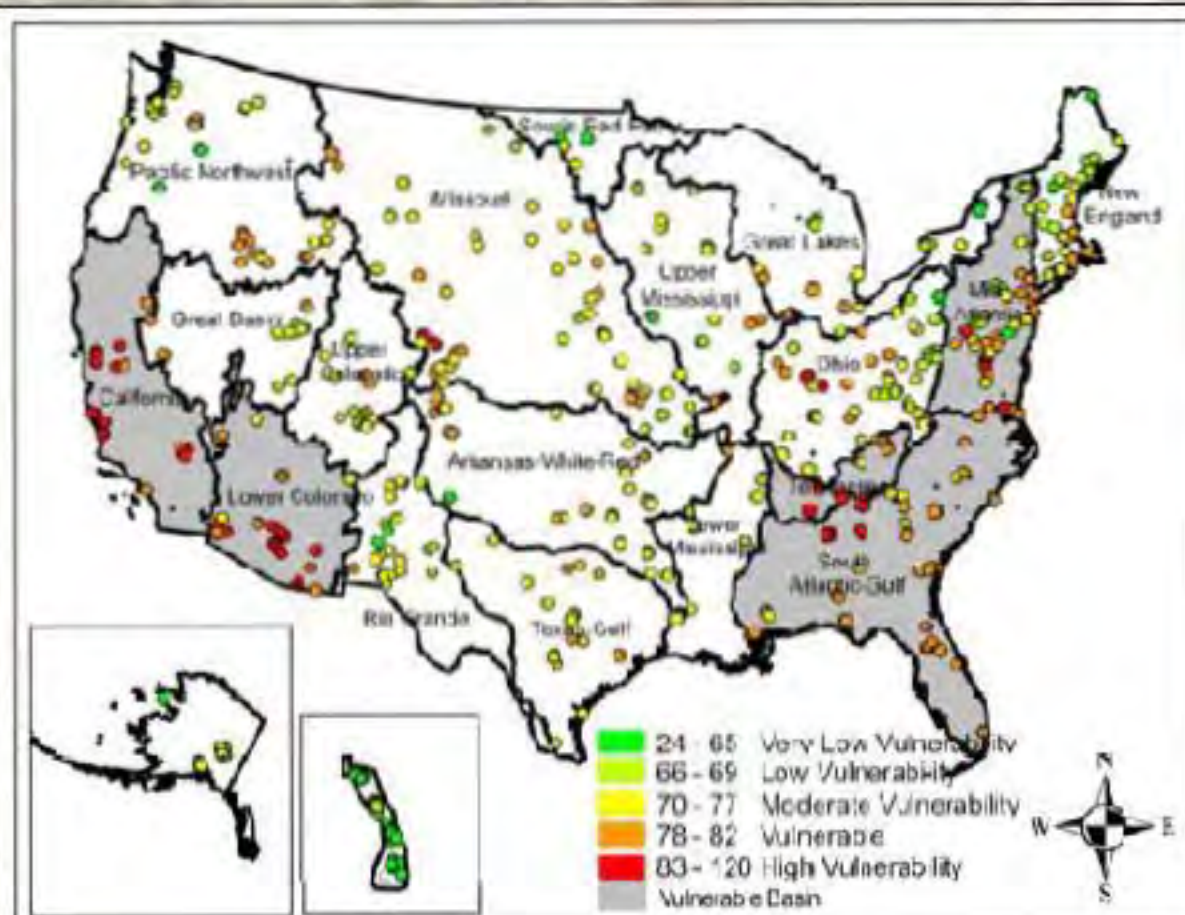 Pacific Northwest
Missouri
New
England
Great Lakes
Upper
Mississippi
Great Basin
Upper
Colorado
Ohio
Mid
Atlantic
California
Lower Colorado
Arkansas-White-Red
Lower
Mississippi
South
Atlantic-Gulf
Rio Grande
Texas-Gulf
24 - 65 Very Low Vulnerability
66 - 69 Low Vulnerability
70 - 77 Moderate Vulnerability
78 - 82 Vulnerable
83 - 120 High Vulnerability
Vulnerable Basin
N
W
E
S